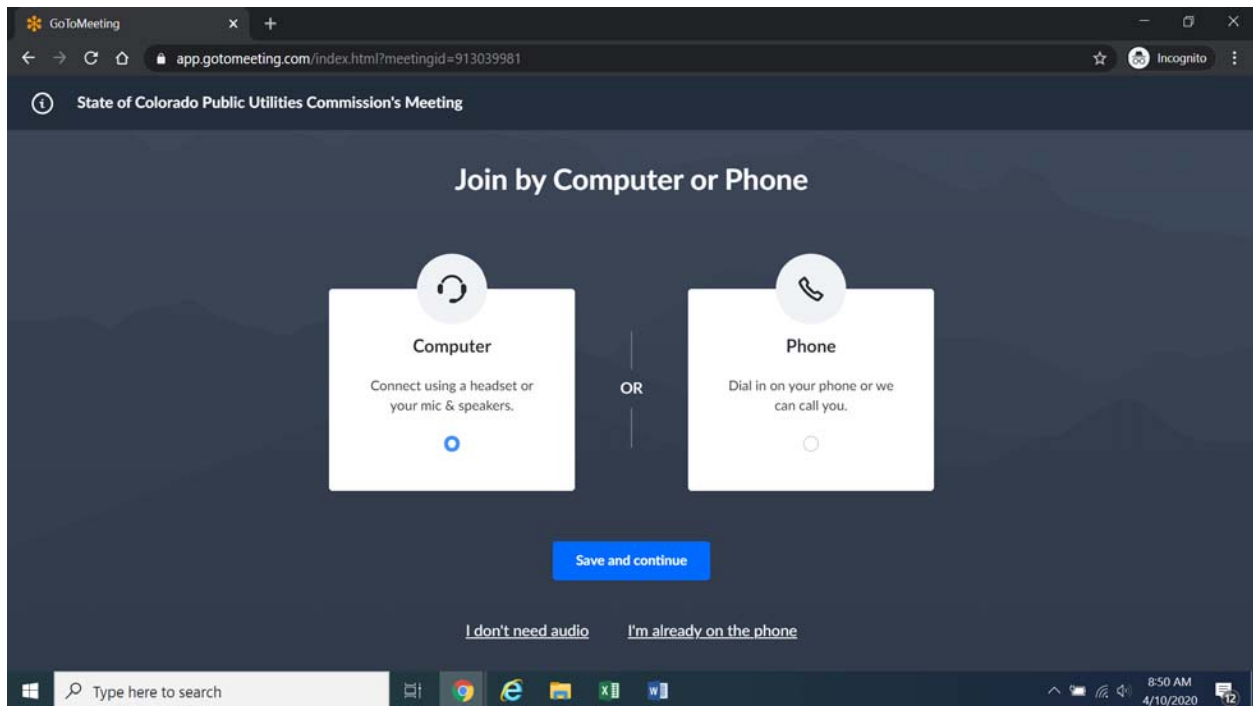 GoToMeeting
app.gotomeeting.com/index.html?meetingid=913039981
Incognito
State of Colorado Public Utilities Commission's Meeting
Join by Computer or Phone
Computer
Connect using a headset or
your mic & speakers.
OR
Phone
Dial in on your phone or we
can call you.
Save and continue
I don't need audio
I'm already on the phone
Type here to search
8:50 AM
4/10/2020
12